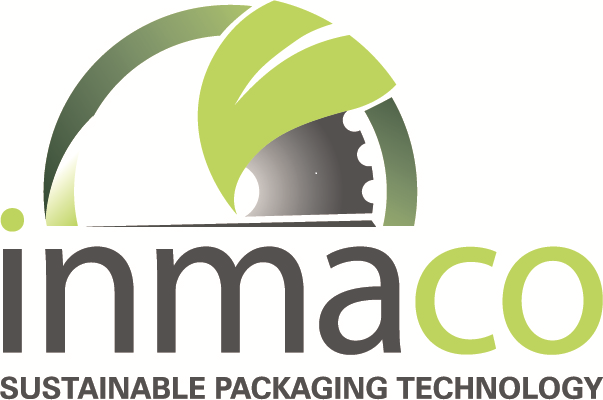 inmaco
SUSTAINABLE PACKAGING TECHNOLOGY